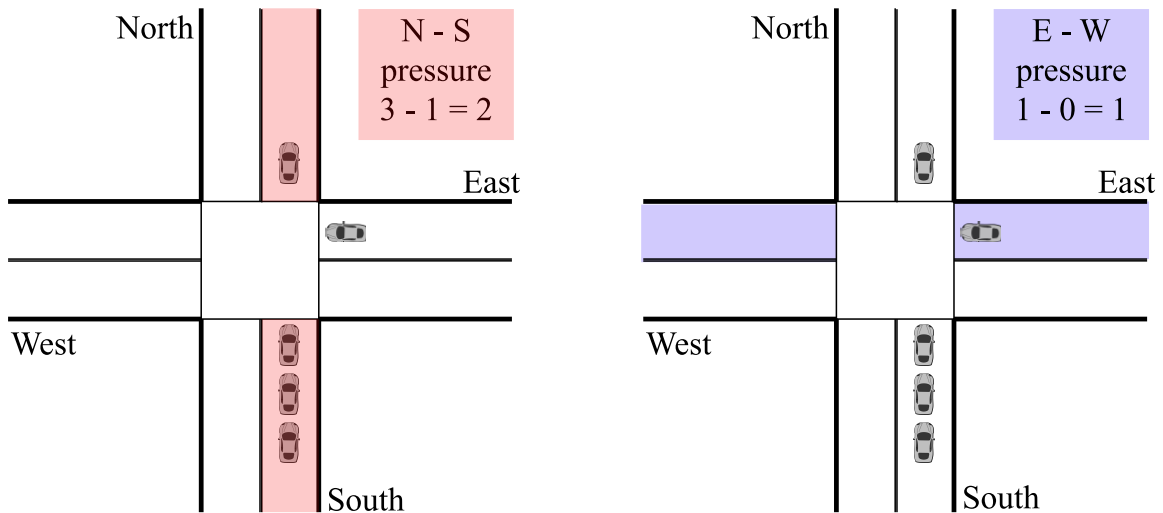 North
N - S
pressure
3 - 1 = 2
East
West
South
North
E - W
pressure
1 - 0 = 1
East
West
South